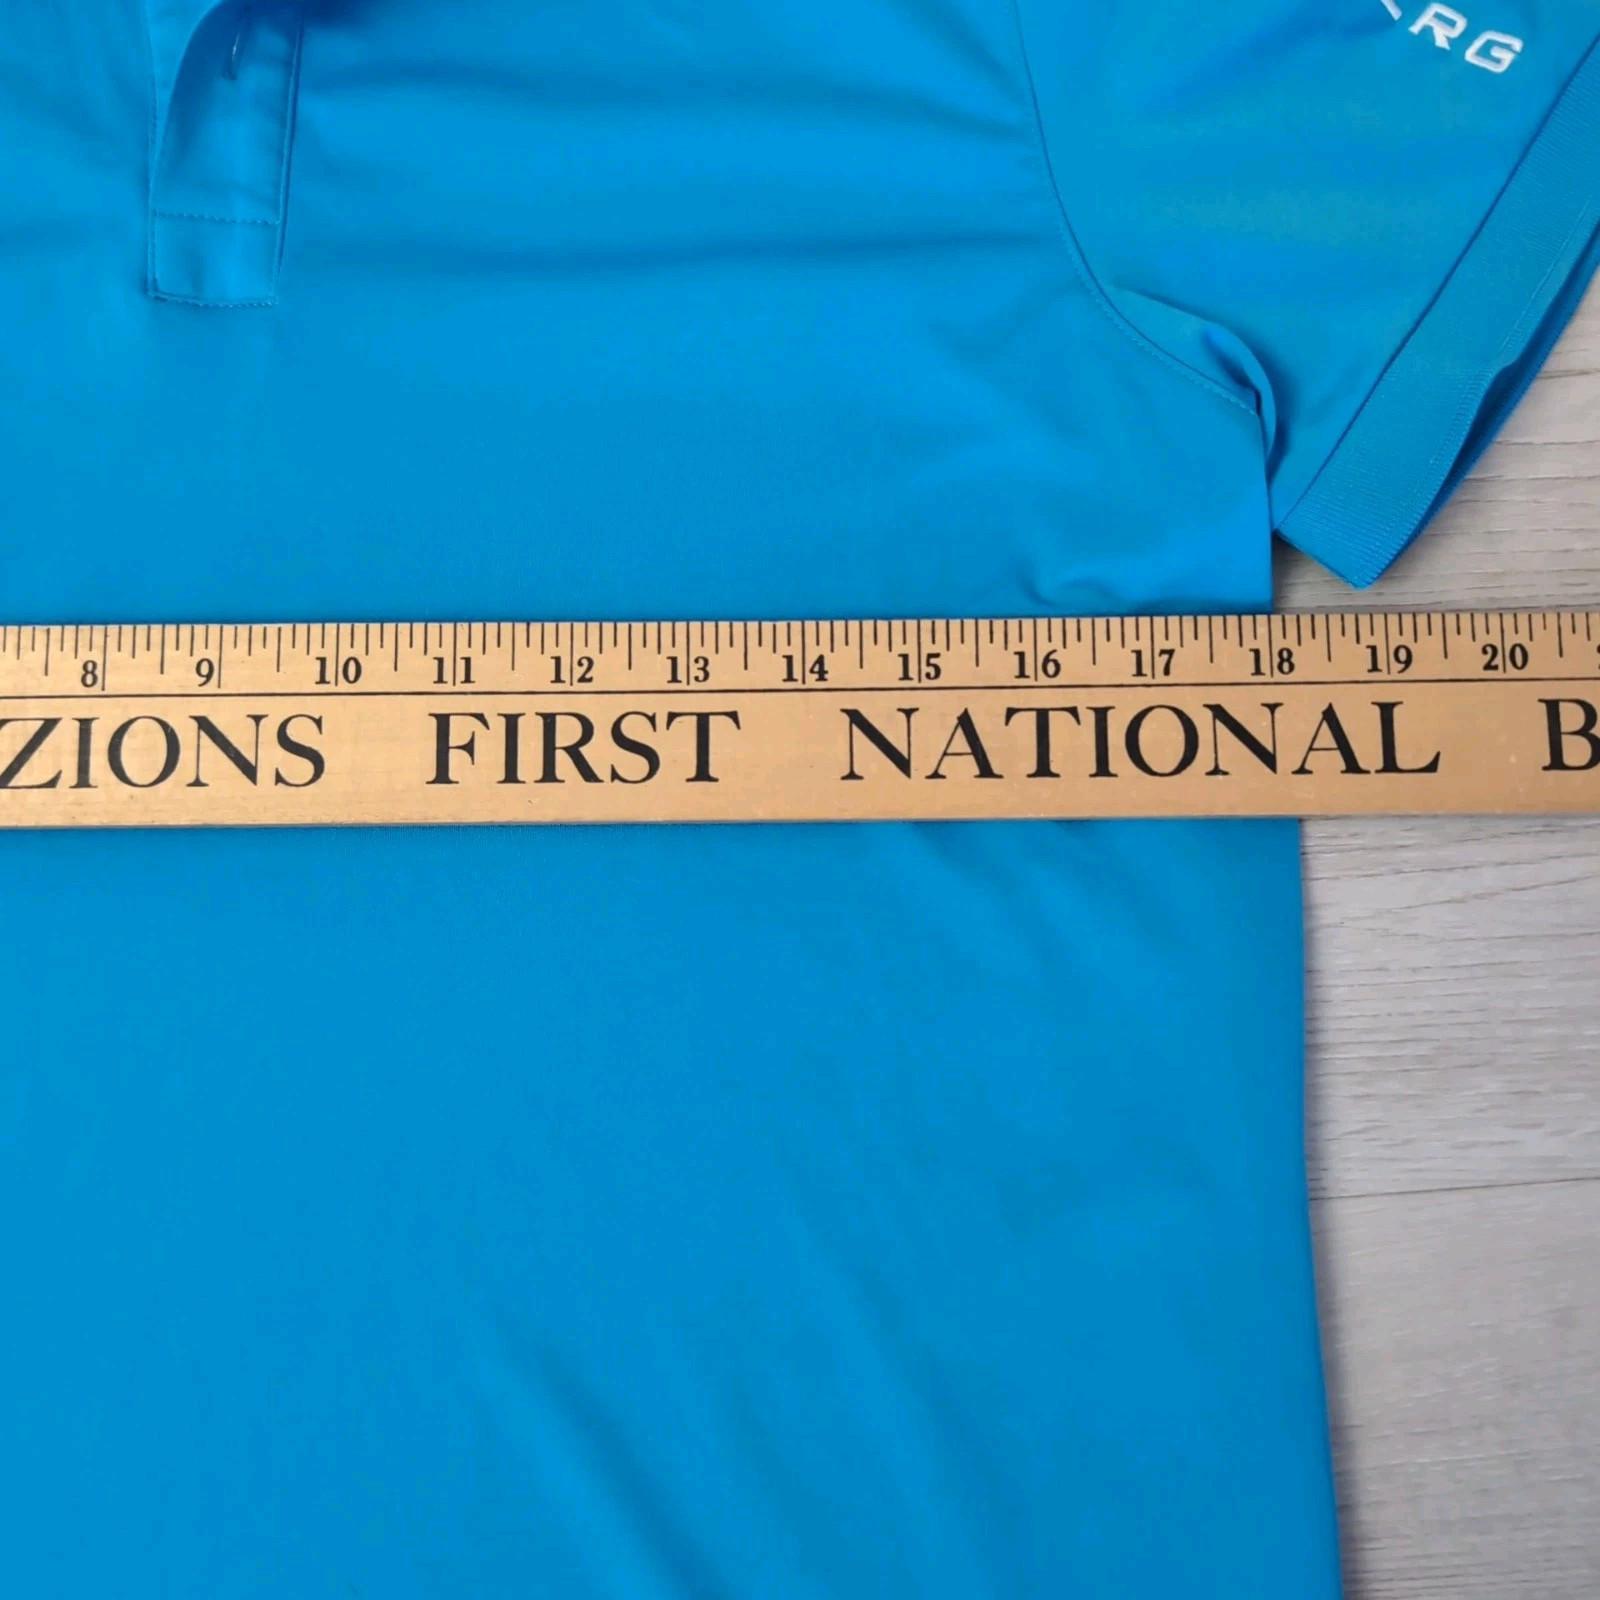 RG
8 9 10 11 12 13 14 15 16 17 18 19 20
ZIONS FIRST NATIONAL B